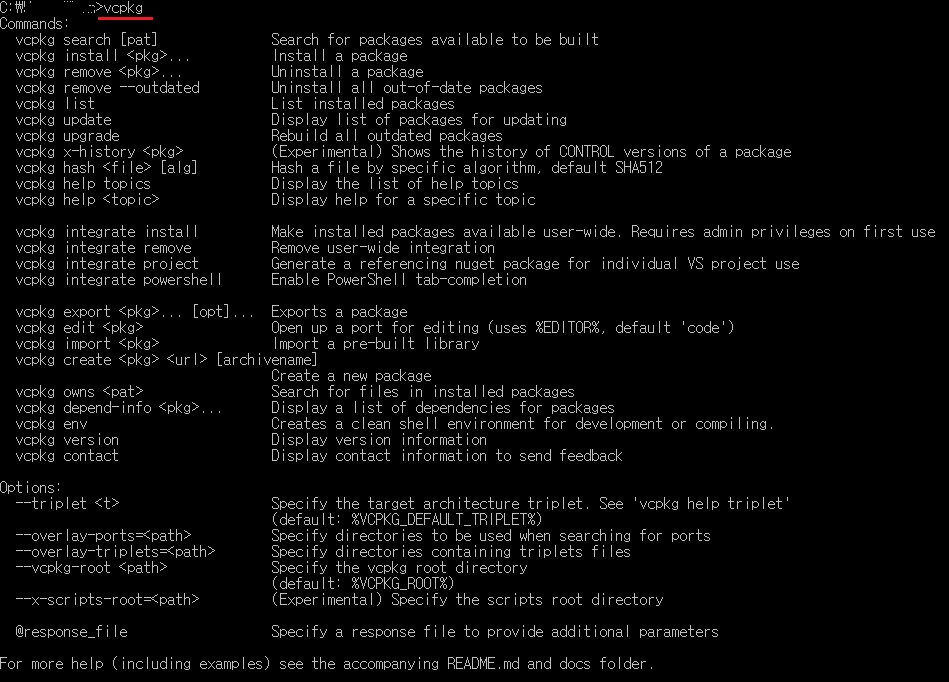 C:₩ >vcpkg
Commands:
vcpkg search [pat] Search for packages available to be built
vcpkg install <pkg>... Install a package
vcpkg remove <pkg>... Uninstall a package
vcpkg remove --outdated Uninstall all out-of-date packages
vcpkg list List installed packages
vcpkg update Display list of packages for updating
vcpkg upgrade Rebuild all outdated packages
vcpkg x-history <pkg> (Experimental) Shows the history of CONTROL versions of a package
vcpkg hash <file> [alg] Hash a file by specific algorithm, default SHA512
vcpkg help topics Display the list of help topics
vcpkg help <topic> Display help for a specific topic
vcpkg integrate install Make installed packages available user-wide. Requires admin privileges on first use
vcpkg integrate remove Remove user-wide integration
vcpkg integrate project Generate a referencing nuget package for individual VS project use
vcpkg integrate powershell Enable PowerShell tab-completion
vcpkg export <pkg>... [opt]... Exports a package
vcpkg edit <pkg> Open up a port for editing (uses %EDITOR%, default 'code')
vcpkg import <pkg> Import a pre-built library
vcpkg create <pkg> <url> [archivename]
Create a new package
vcpkg owns <pat> Search for files in installed packages
vcpkg depend-info <pkg>... Display a list of dependencies for packages
vcpkg env Creates a clean shell environment for development or compiling.
vcpkg version Display version information
vcpkg contact Display contact information to send feedback
Options:
--triplet <t> Specify the target architecture triplet. See 'vcpkg help triplet'
(default: %VCPKG_DEFAULT_TRIPLET%)
--overlay-ports=<path> Specify directories to be used when searching for ports
--overlay-triplets=<path> Specify directories containing triplets files
--vcpkg-root <path> Specify the vcpkg root directory
(default: %VCPKG_ROOT%)
--x-scripts-root=<path> (Experimental) Specify the scripts root directory
@response_file Specify a response file to provide additional parameters
For more help (including examples) see the accompanying README.md and docs folder.